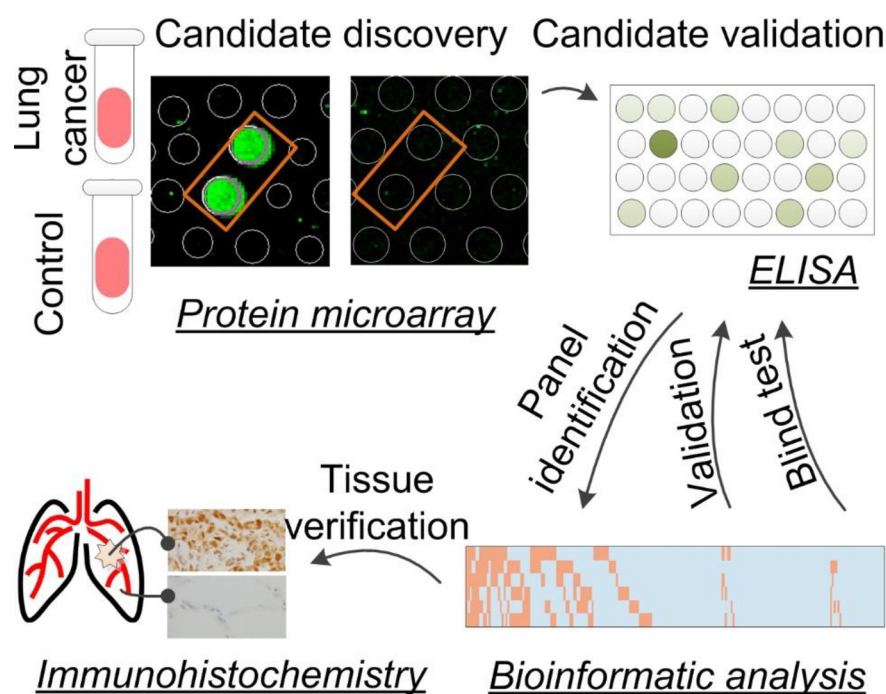 Candidate discovery
Candidate validation
Lung
cancer
Control
Protein microarray
ELISA
Panel
identification
Validation
Blind test
Tissue
verification
Immunohistochemistry
Bioinformatic analysis